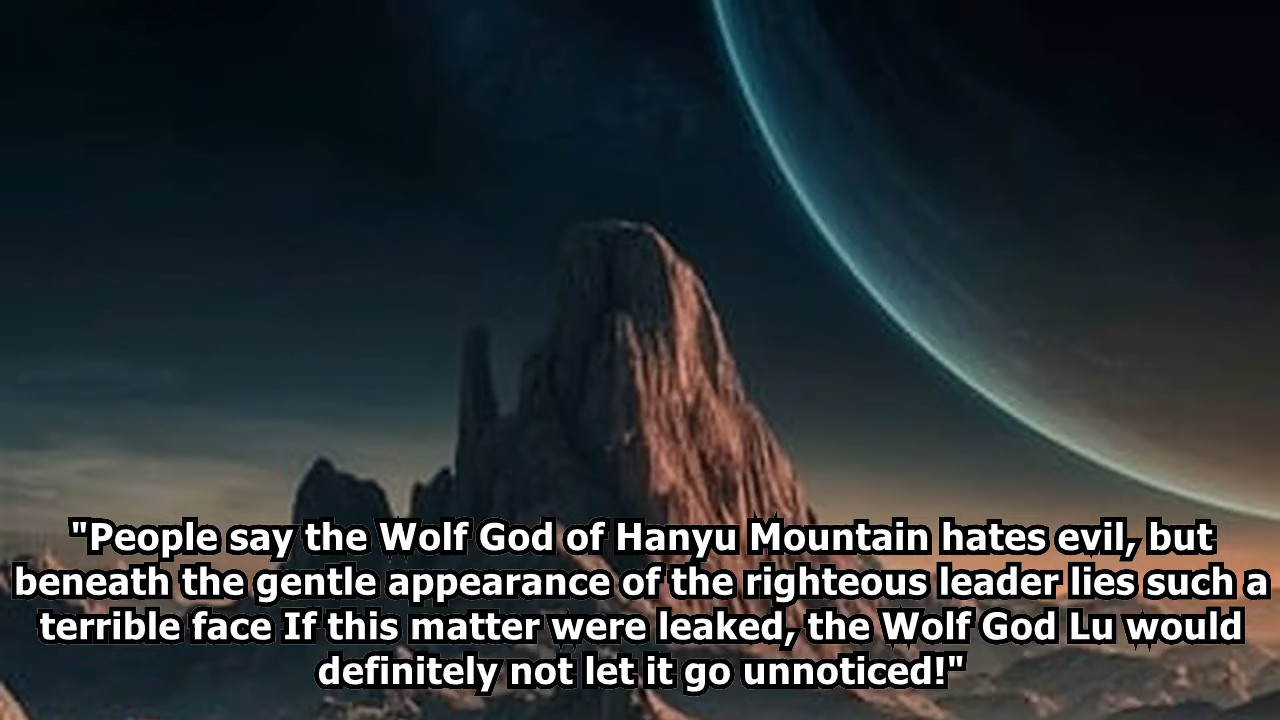 "People say the Wolf God of Hanyu Mountain hates evil, but
beneath the gentle appearance of the righteous leader lies such a
terrible face If this matter were leaked, the Wolf God Lu would
definitely not let it go unnoticed!"